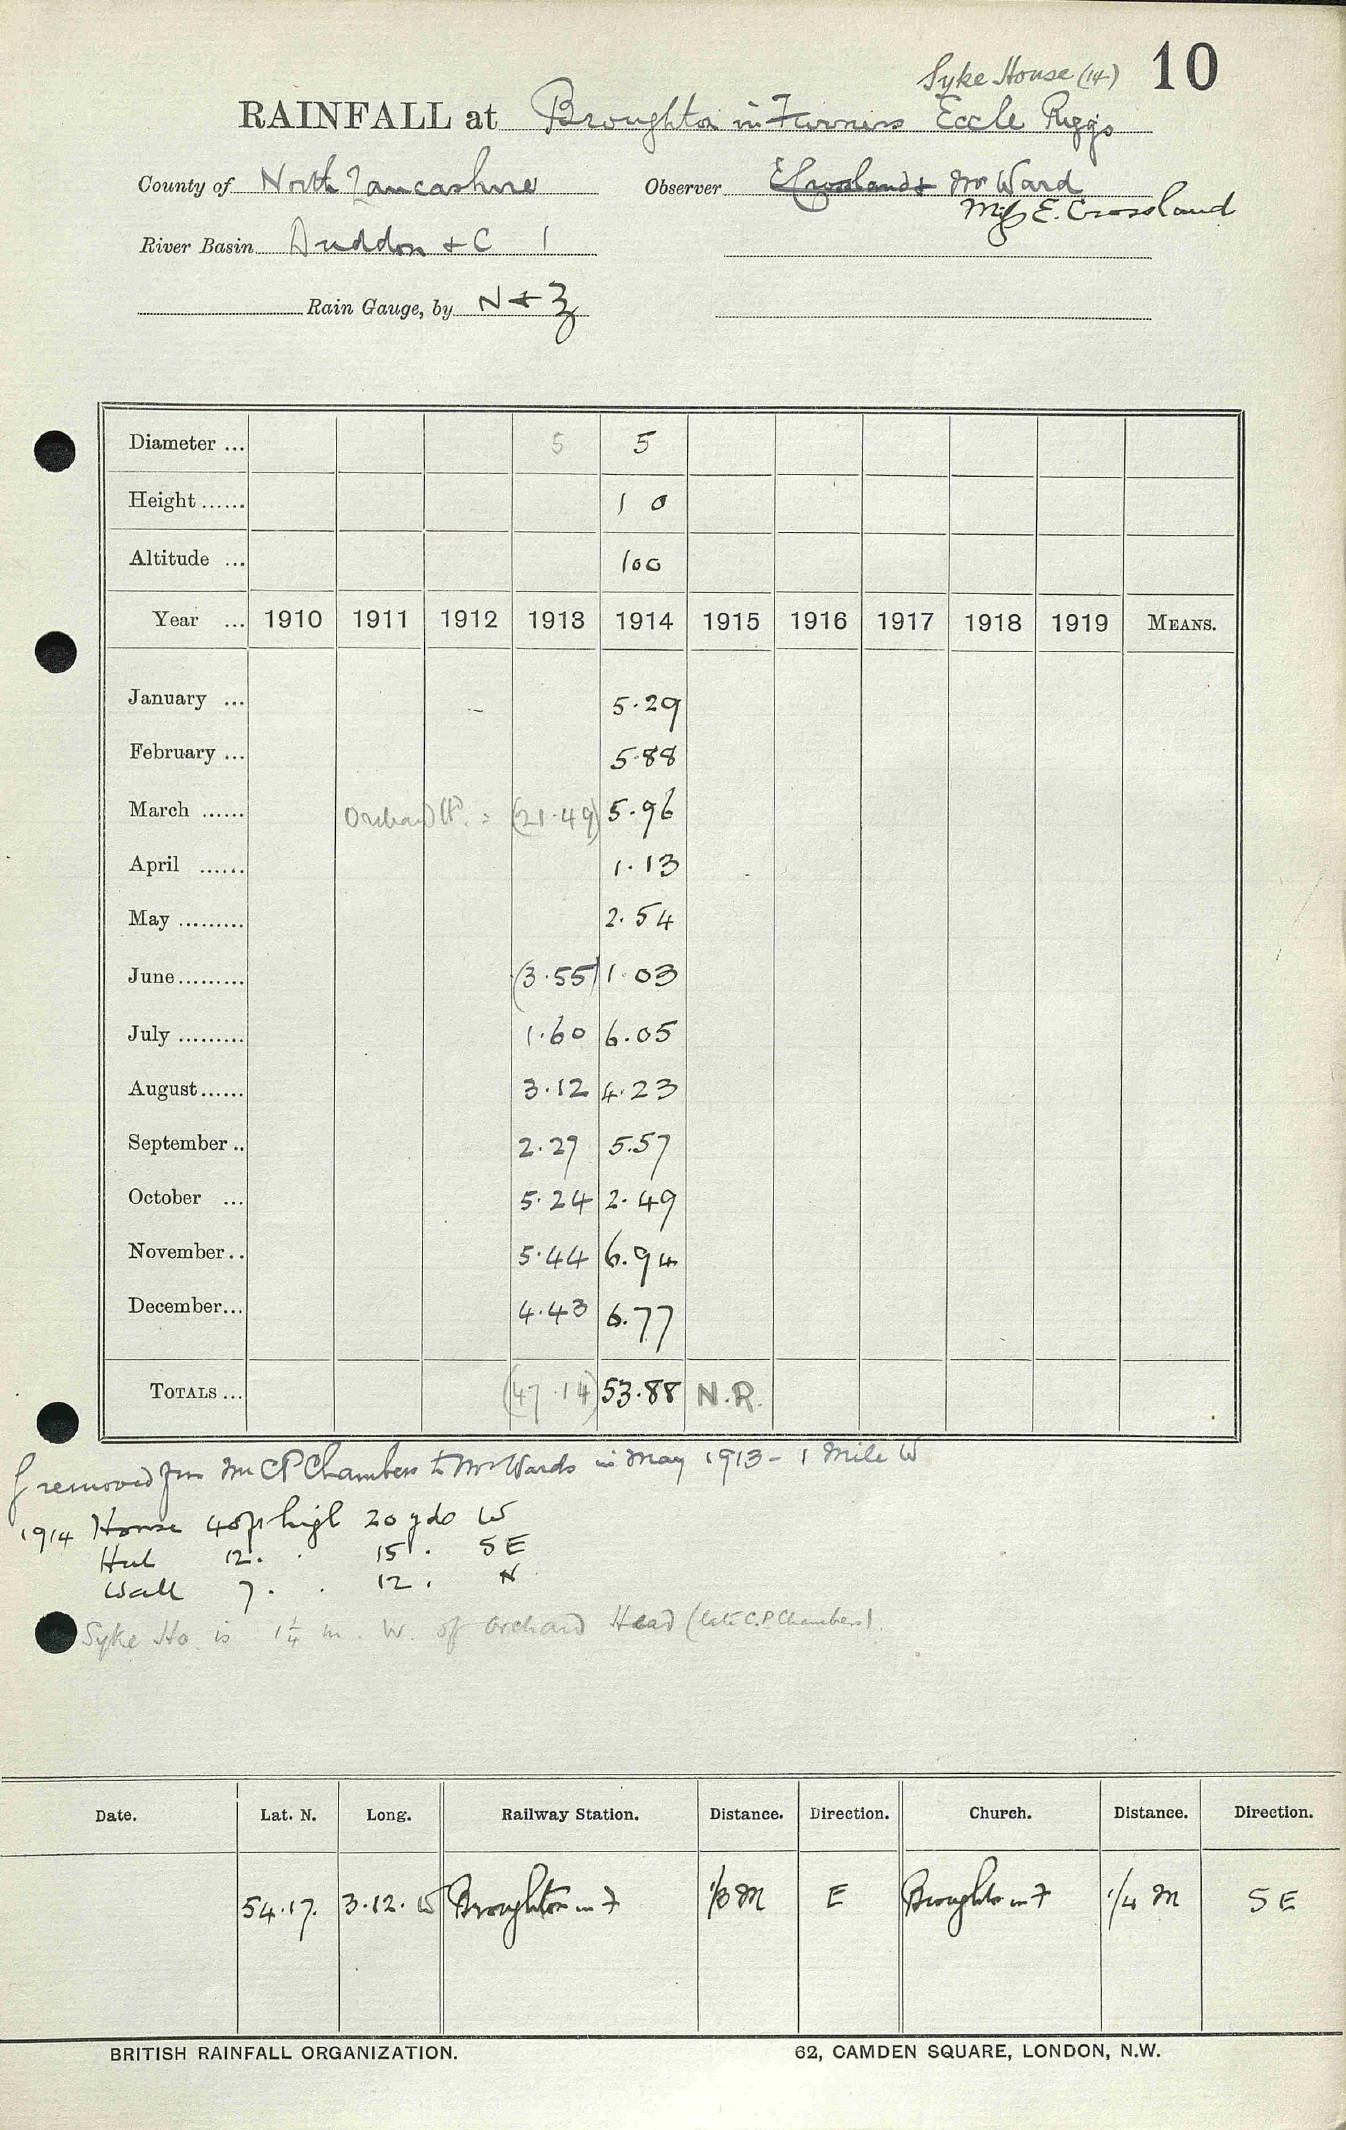 Syke House (14) 10
RAINFALL at Broughton in Furness Eccle Riggs
County of North Lancashire Observer E Crossland & Mr Ward
Miss E. Crossland
River Basin Duddon + C 1
Rain Gauge, by N + Z
Diameter ... 5 5
Height ...... 1 0
Altitude ... 100
Year ... 1910 1911 1912 1913 1914 1915 1916 1917 1918 1919 MEANS.
January ... 5.29
February ... 5.88
March ...... Orchard H. = (21.49) 5.96
April ...... 1.13
May ......... 2.54
June ......... (3.55) 1.03
July ......... 1.60 6.05
August ...... 3.12 4.23
September .. 2.27 5.57
October ... 5.24 2.49
November .. 5.44 6.94
December ... 4.43 6.77
TOTALS ... (47.14) 53.88 N.R.
removed from Mr C P Chambers to Mr Wards in May 1913 - 1 Mile W
1914 House 40ft high 20 yds W
Hut 12 . . 15 . SE
Wall 7 . . 12 . N
Syke Ho. is 1 1/4 m. W. of Orchard Head (late C.P. Chambers).
Date. Lat. N. Long. Railway Station. Distance. Direction. Church. Distance. Direction.
54.17. 3.12. W Broughton in F 1/3 M E Broughton in F 1/4 M SE
BRITISH RAINFALL ORGANIZATION. 62, CAMDEN SQUARE, LONDON, N.W.